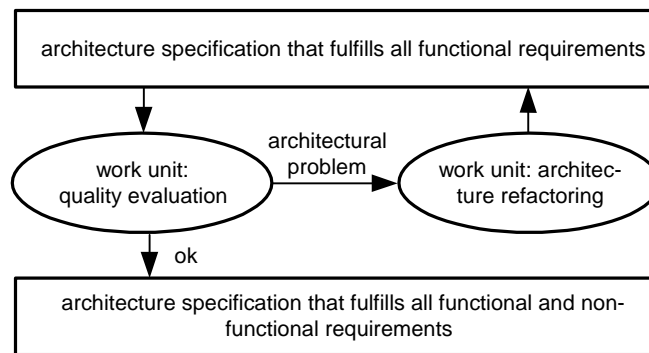 architecture specification that fulfills all functional requirements
architectural
problem
work unit:
quality evaluation
work unit: architec-
ture refactoring
ok
architecture specification that fulfills all functional and non-
functional requirements